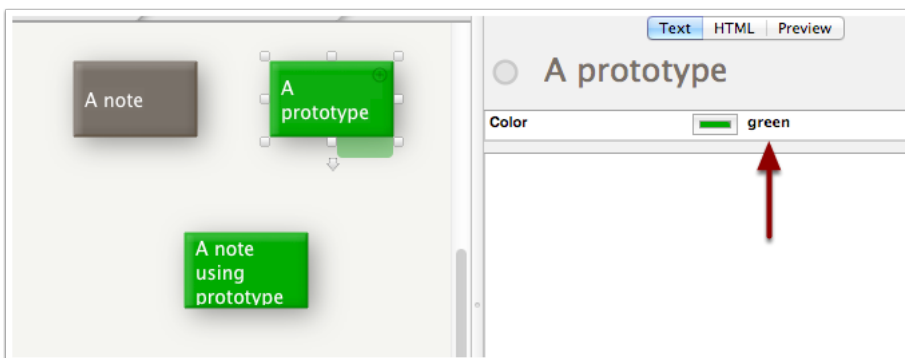 A note
A
prototype
A note
using
prototype
Text HTML Preview
A prototype
Color green